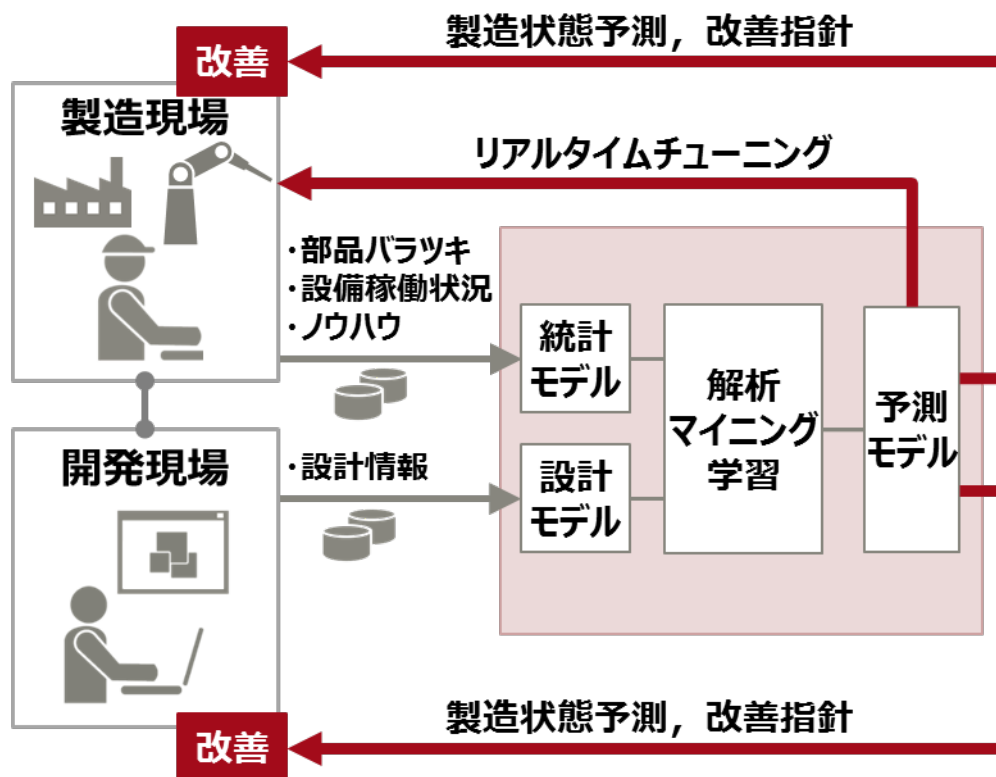 製造状態予測，改善指針
改善
製造現場
リアルタイムチューニング
・部品バラツキ
・設備稼働状況
・ノウハウ
統計
モデル
解析
マイニング
学習
予測
モデル
開発現場
・設計情報
設計
モデル
製造状態予測，改善指針
改善